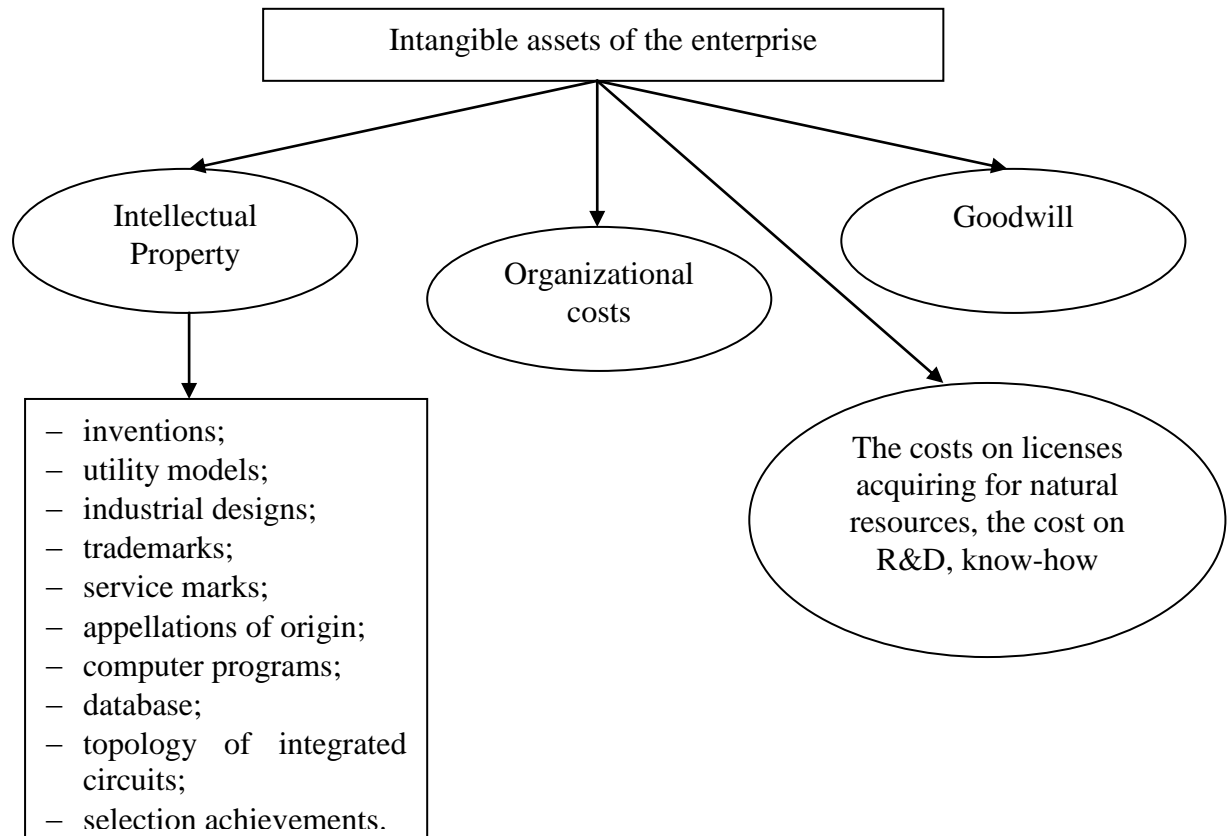 Intangible assets of the enterprise
Intellectual
Property
Organizational
costs
Goodwill
The costs on licenses
acquiring for natural
resources, the cost on
R&D, know-how
– inventions;
– utility models;
– industrial designs;
– trademarks;
– service marks;
– appellations of origin;
– computer programs;
– database;
– topology of integrated
circuits;
– selection achievements.